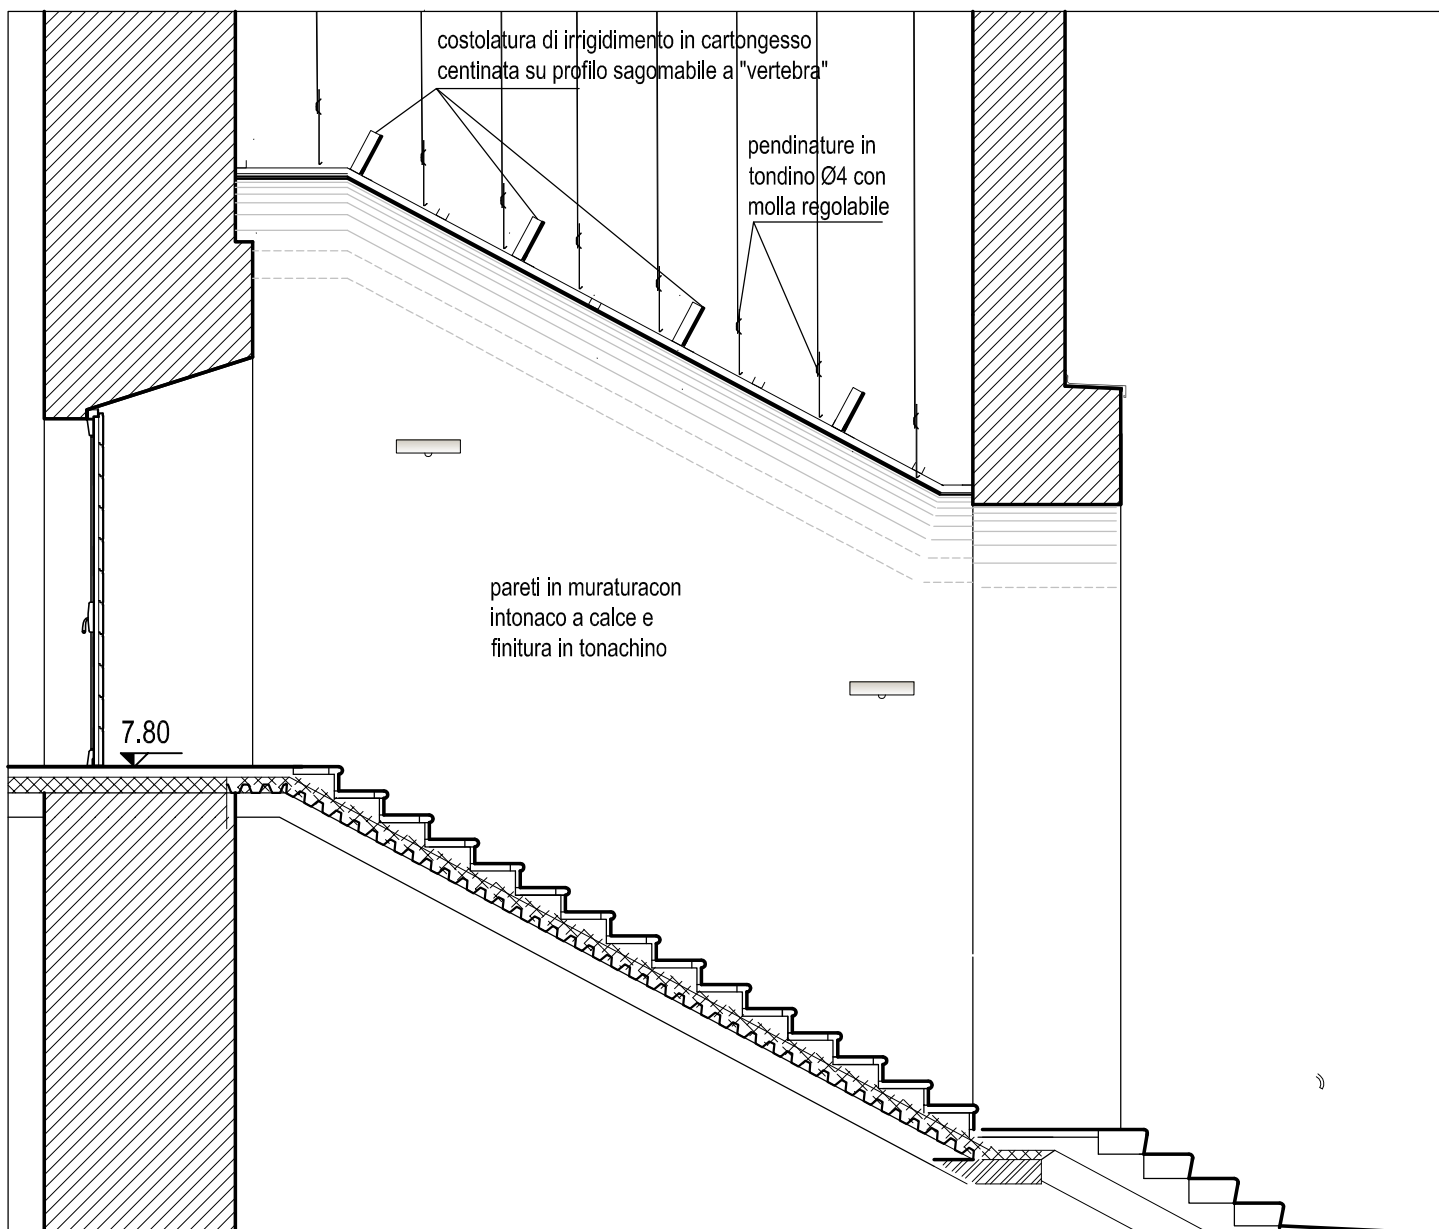 costolatura di irrigidimento in cartongesso
centinata su profilo sagomabile a "vertebra"
pendinature in
tondino Ø4 con
molla regolabile
pareti in muraturacon
intonaco a calce e
finitura in tonachino
7.80